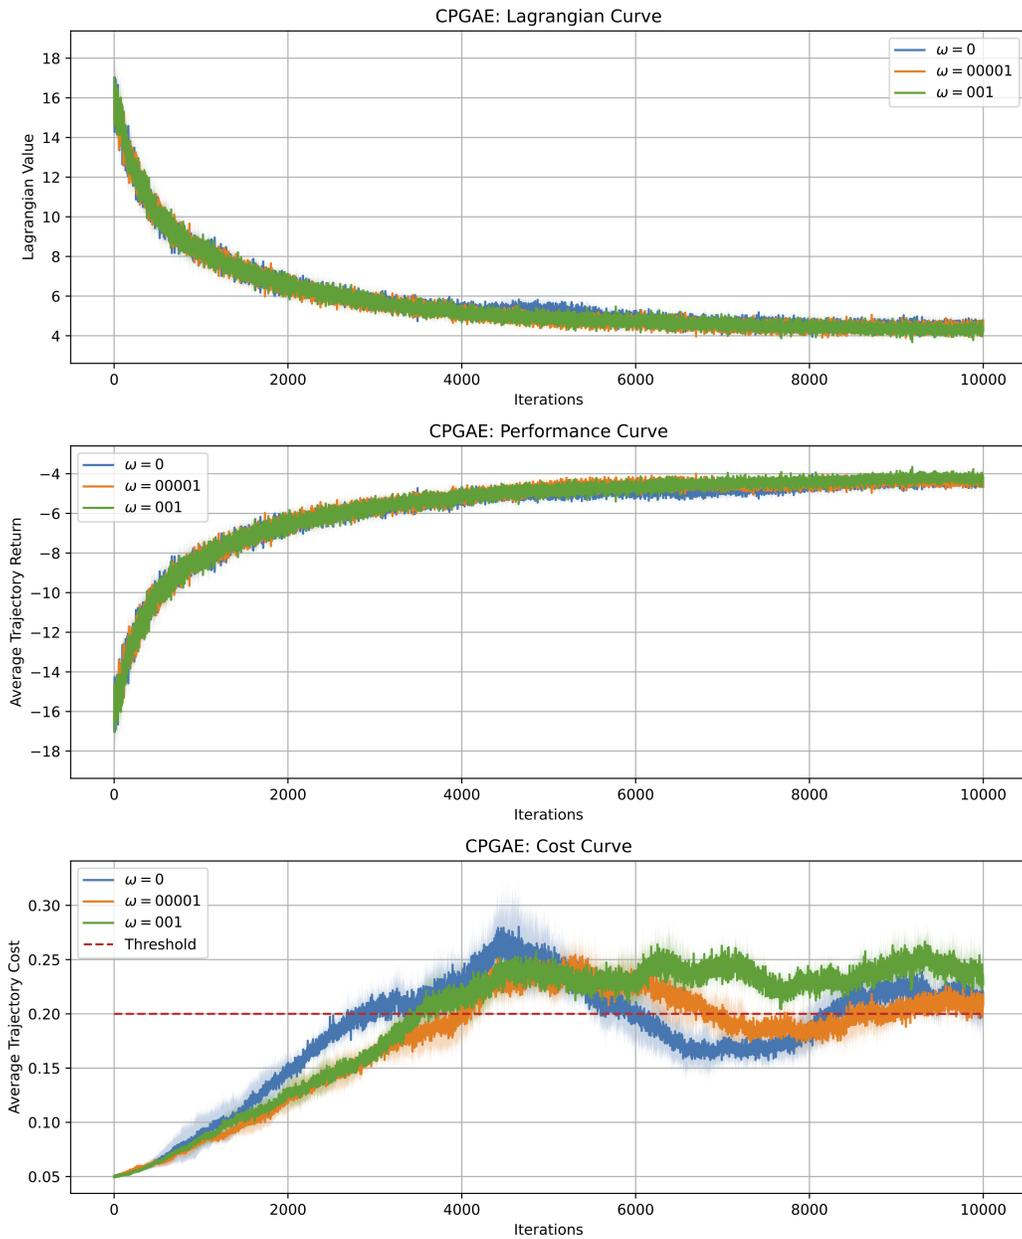 CPGAE: Lagrangian Curve
18
16
14
12
10
8
6
4
Lagrangian Value
ω = 0
ω = 00001
ω = 001
0 2000 4000 6000 8000 10000
Iterations
CPGAE: Performance Curve
−4
−6
−8
−10
−12
−14
−16
−18
Average Trajectory Return
ω = 0
ω = 00001
ω = 001
0 2000 4000 6000 8000 10000
Iterations
CPGAE: Cost Curve
0.30
0.25
0.20
0.15
0.10
0.05
Average Trajectory Cost
ω = 0
ω = 00001
ω = 001
Threshold
0 2000 4000 6000 8000 10000
Iterations